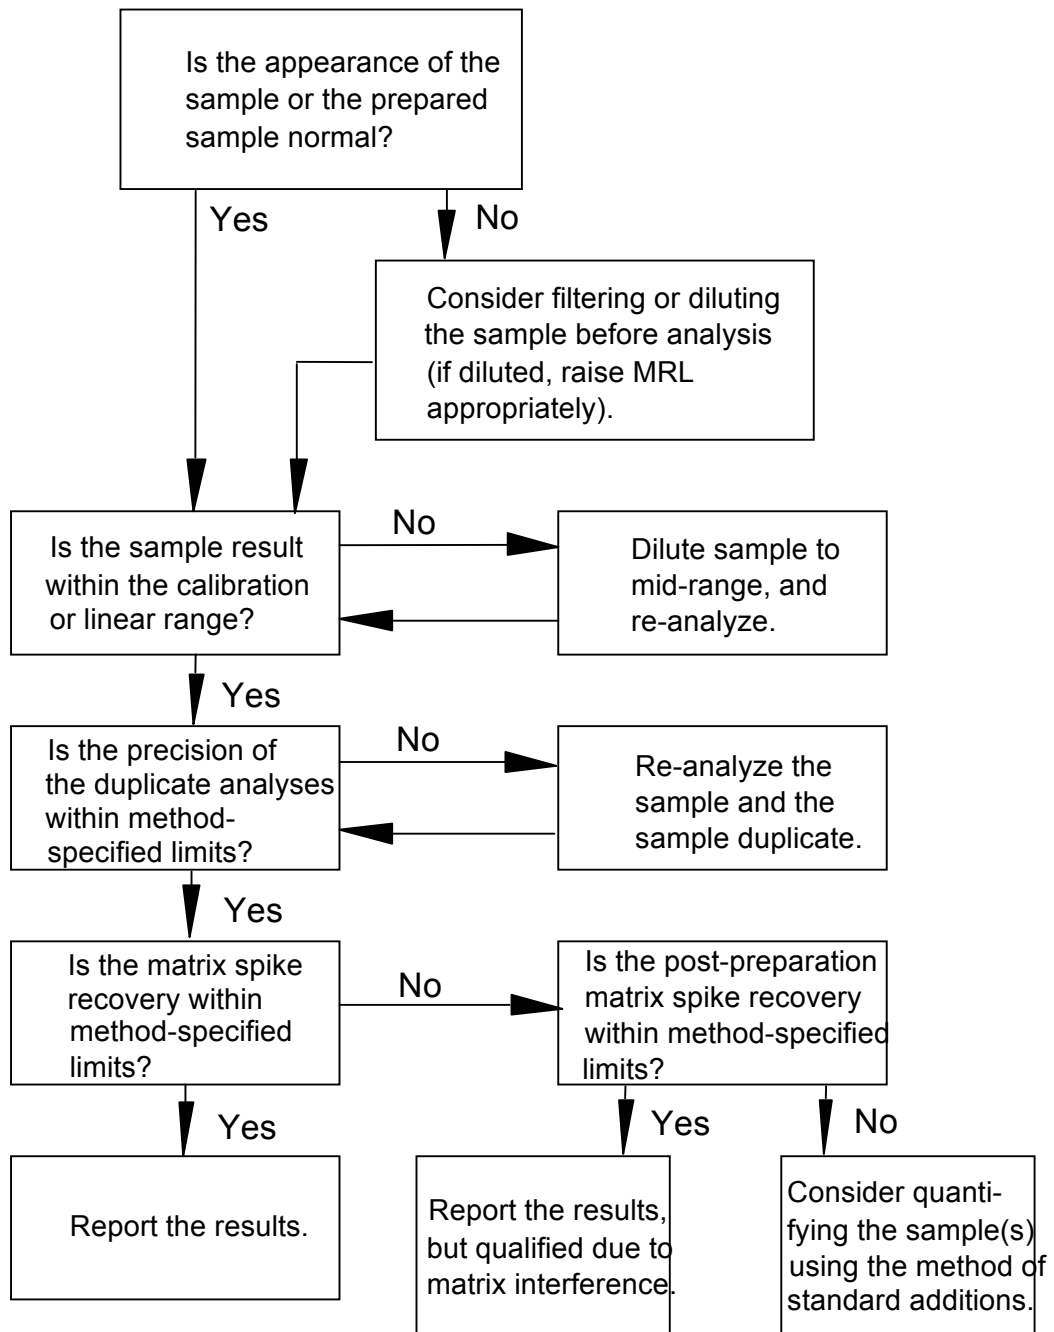 Is the appearance of the
sample or the prepared
sample normal?
Yes
No
Consider filtering or diluting
the sample before analysis
(if diluted, raise MRL
appropriately).
Is the sample result
within the calibration
or linear range?
No
Dilute sample to
mid-range, and
re-analyze.
Yes
Is the precision of
the duplicate analyses
within method-
specified limits?
No
Re-analyze the
sample and the
sample duplicate.
Yes
Is the matrix spike
recovery within
method-specified
limits?
No
Is the post-preparation
matrix spike recovery
within method-specified
limits?
Yes
Yes
No
Report the results.
Report the results,
but qualified due to
matrix interference.
Consider quanti-
fying the sample(s)
using the method of
standard additions.